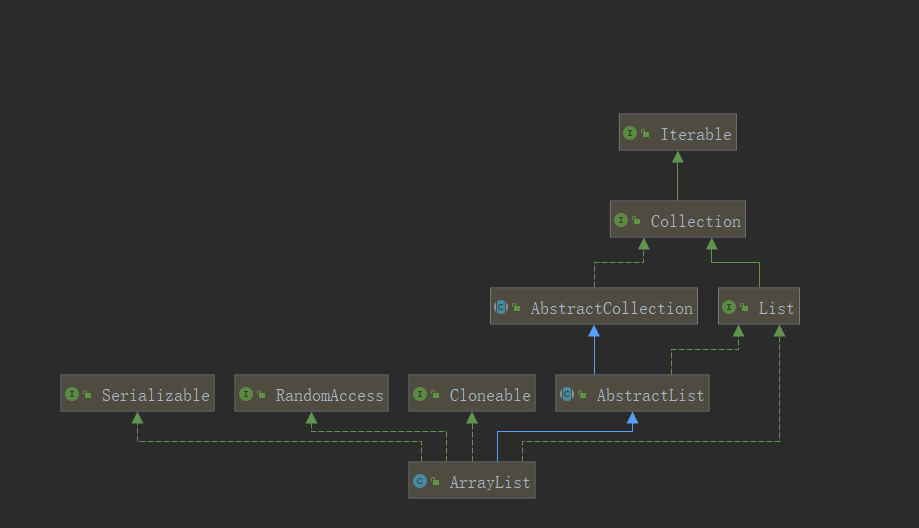 Iterable
Collection
AbstractCollection
List
Serializable
RandomAccess
Cloneable
AbstractList
ArrayList